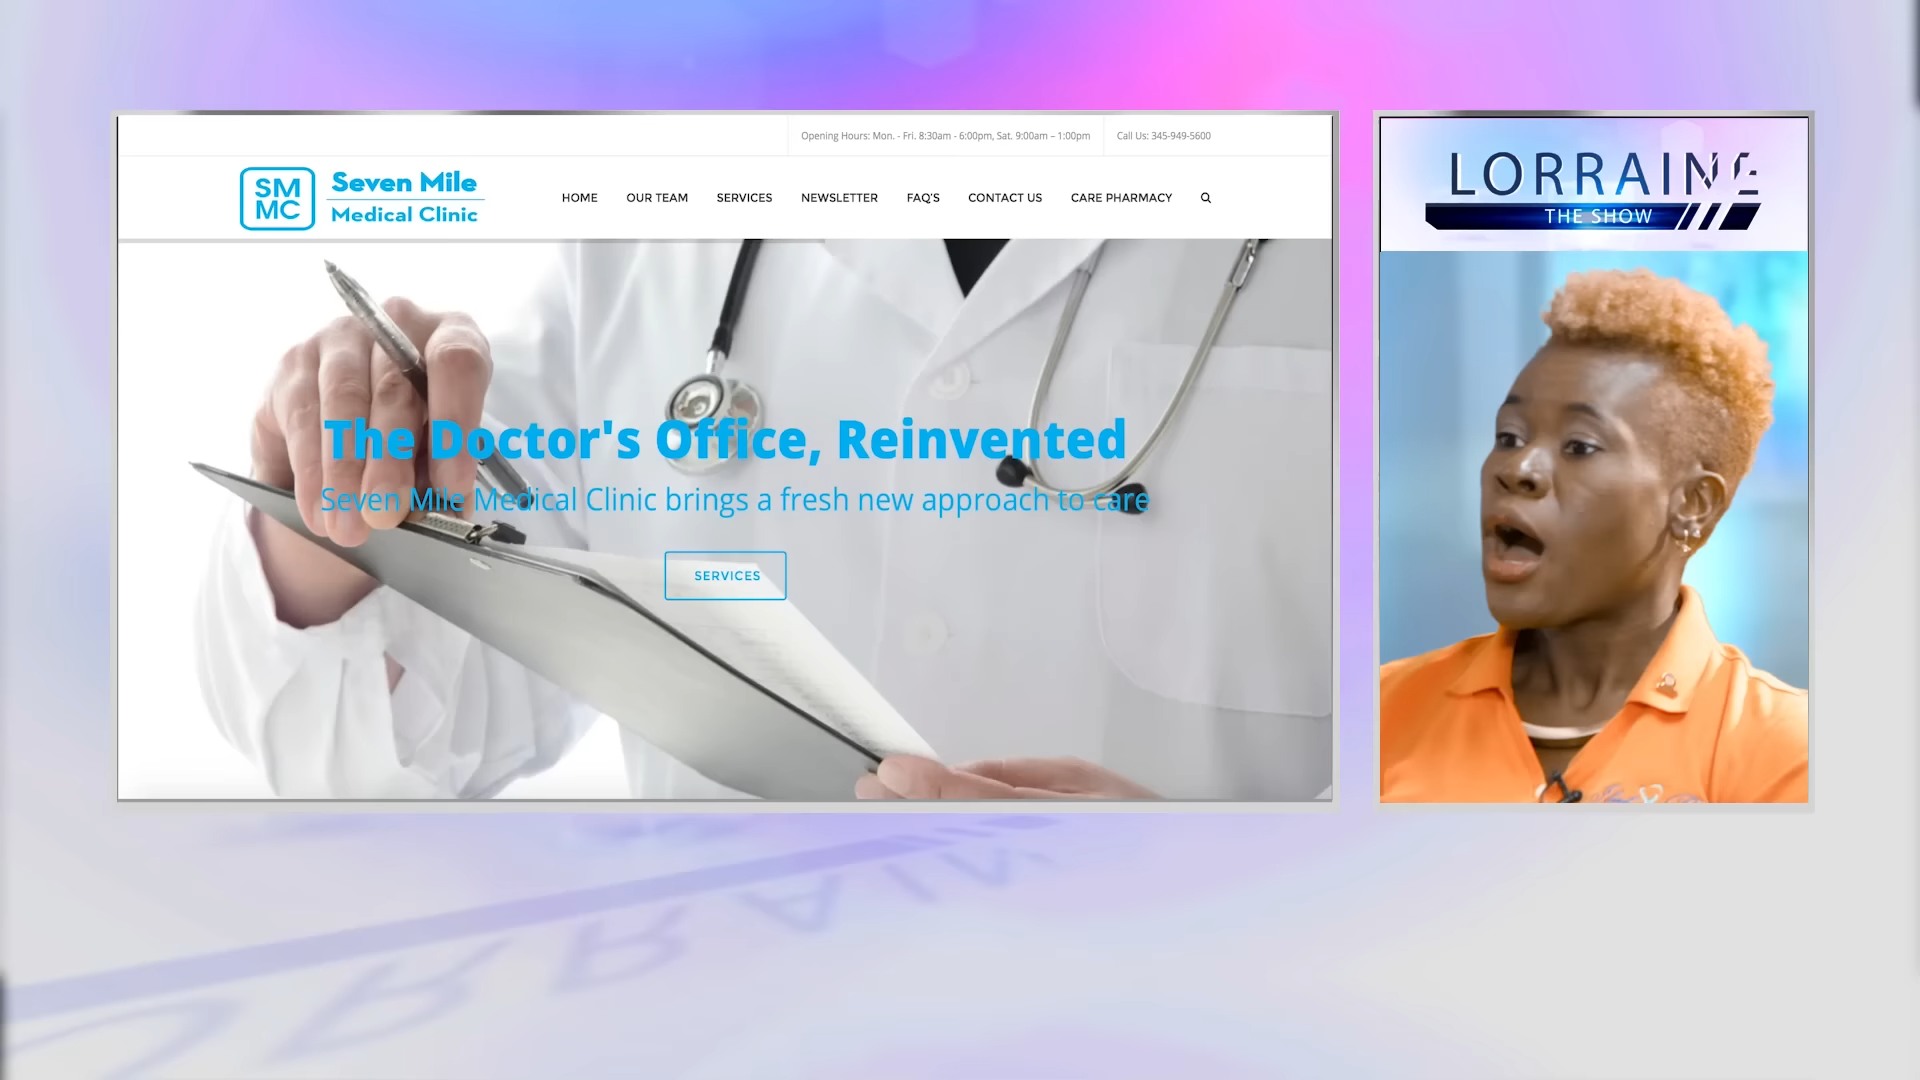 Opening Hours: Mon. - Fri. 8:30am - 6:00pm, Sat. 9:00am – 1:00pm
Call Us: 345-949-5600
SM
MC
Seven Mile
Medical Clinic
HOME
OUR TEAM
SERVICES
NEWSLETTER
FAQ'S
CONTACT US
CARE PHARMACY
The Doctor's Office, Reinvented
Seven Mile Medical Clinic brings a fresh new approach to care
SERVICES
LORRAINE
THE SHOW